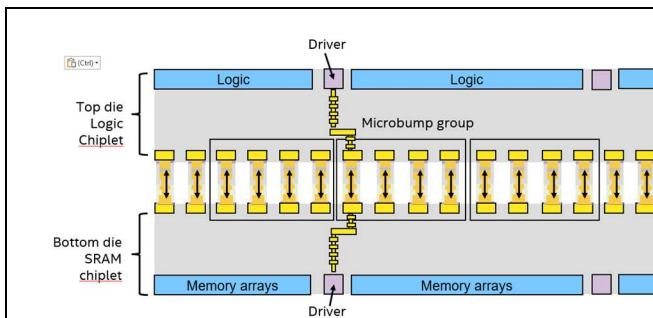 Driver
(Ctrl)
Logic
Logic
Top die
Logic
Chiplet
Microbump group
Bottom die
SRAM
chiplet
Memory arrays
Memory arrays
Driver